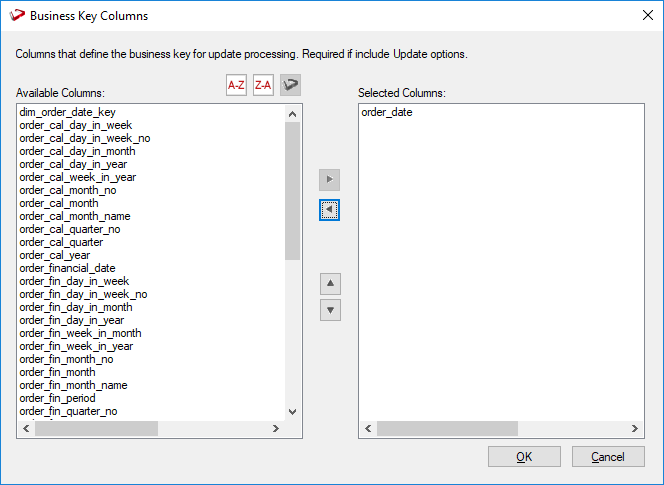 Business Key Columns
Columns that define the business key for update processing. Required if include Update options.
Available Columns:
A-Z
Z-A
dim_order_date_key
order_cal_day_in_week
order_cal_day_in_week_no
order_cal_day_in_month
order_cal_day_in_year
order_cal_week_in_year
order_cal_month_no
order_cal_month
order_cal_month_name
order_cal_quarter_no
order_cal_quarter
order_cal_year
order_financial_date
order_fin_day_in_week
order_fin_day_in_week_no
order_fin_day_in_month
order_fin_day_in_year
order_fin_week_in_month
order_fin_week_in_year
order_fin_month_no
order_fin_month
order_fin_month_name
order_fin_period
order_fin_quarter_no
Selected Columns:
order_date
OK
Cancel